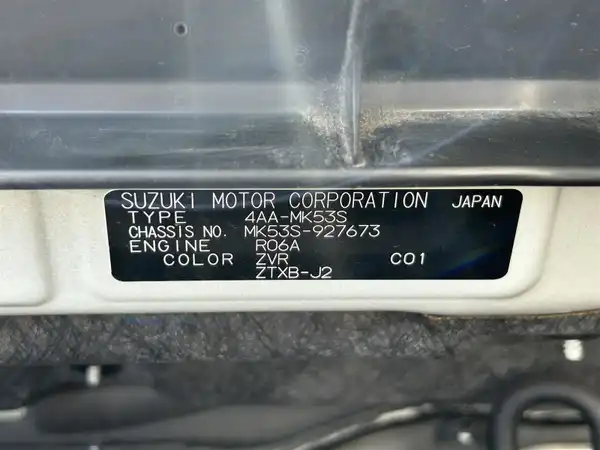 SUZUKI MOTOR CORPORATION JAPAN
TYPE 4AA-MK53S
CHASSIS NO. MK53S-927673
ENGINE R06A
COLOR ZVR C01
ZTXB-J2